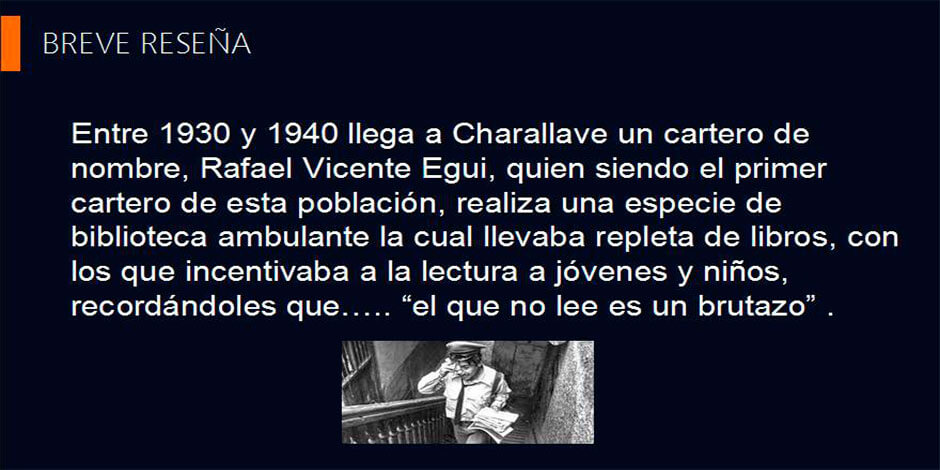 BREVE RESEÑA
Entre 1930 y 1940 llega a Charallave un cartero de
nombre, Rafael Vicente Egui, quien siendo el primer
cartero de esta población, realiza una especie de
biblioteca ambulante la cual llevaba repleta de libros, con
los que incentivaba a la lectura a jóvenes y niños,
recordándoles que….. “el que no lee es un brutazo” .